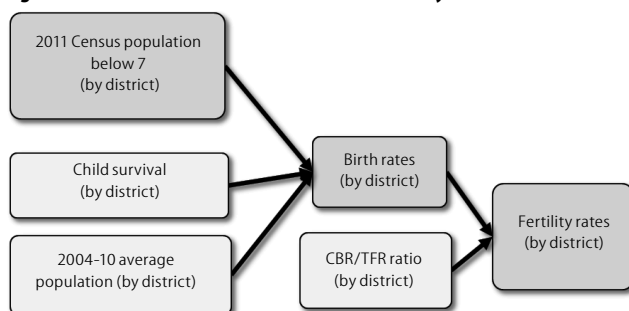 2011 Census population
below 7
(by district)
Child survival
(by district)
2004-10 average
population (by district)
Birth rates
(by district)
CBR/TFR ratio
(by district)
Fertility rates
(by district)